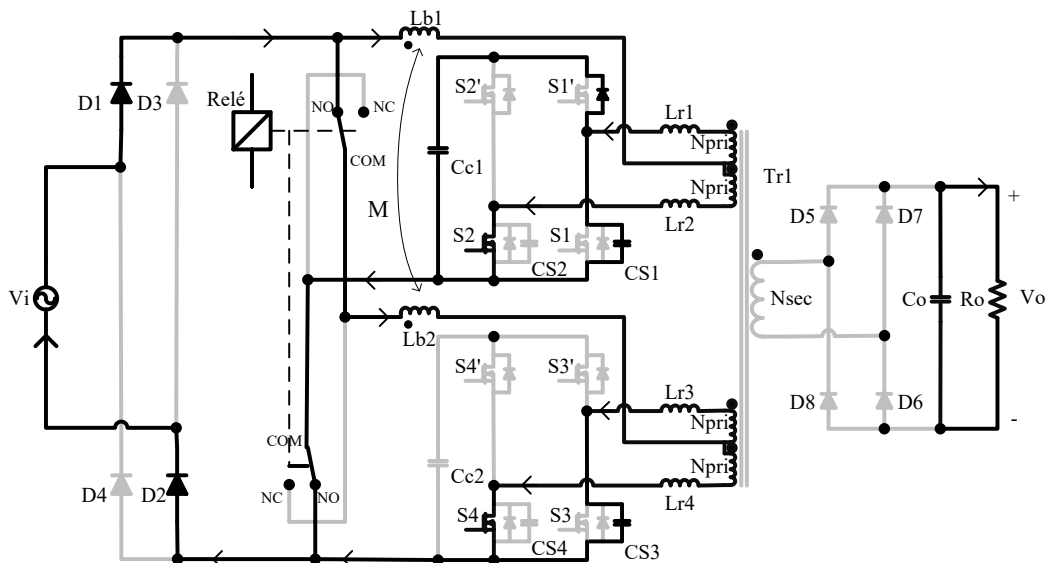 Lb1
D1
D3
Relé
NO
NC
COM
M
Cc1
S2'
S1'
Lr1
Npri
Npri
Lr2
Tr1
S2
S1
CS2
CS1
Vi
D5
D7
Nsec
Co
Ro
+
Vo
-
Lb2
S4'
S3'
Lr3
Npri
Npri
Lr4
D8
D6
COM
NC
NO
Cc2
D4
D2
S4
S3
CS4
CS3